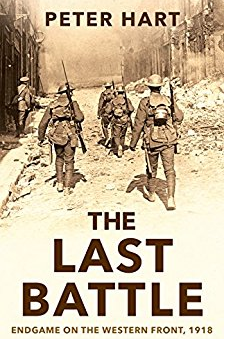 PETER HART
THE
LAST
BATTLE
ENDGAME ON THE WESTERN FRONT, 1918